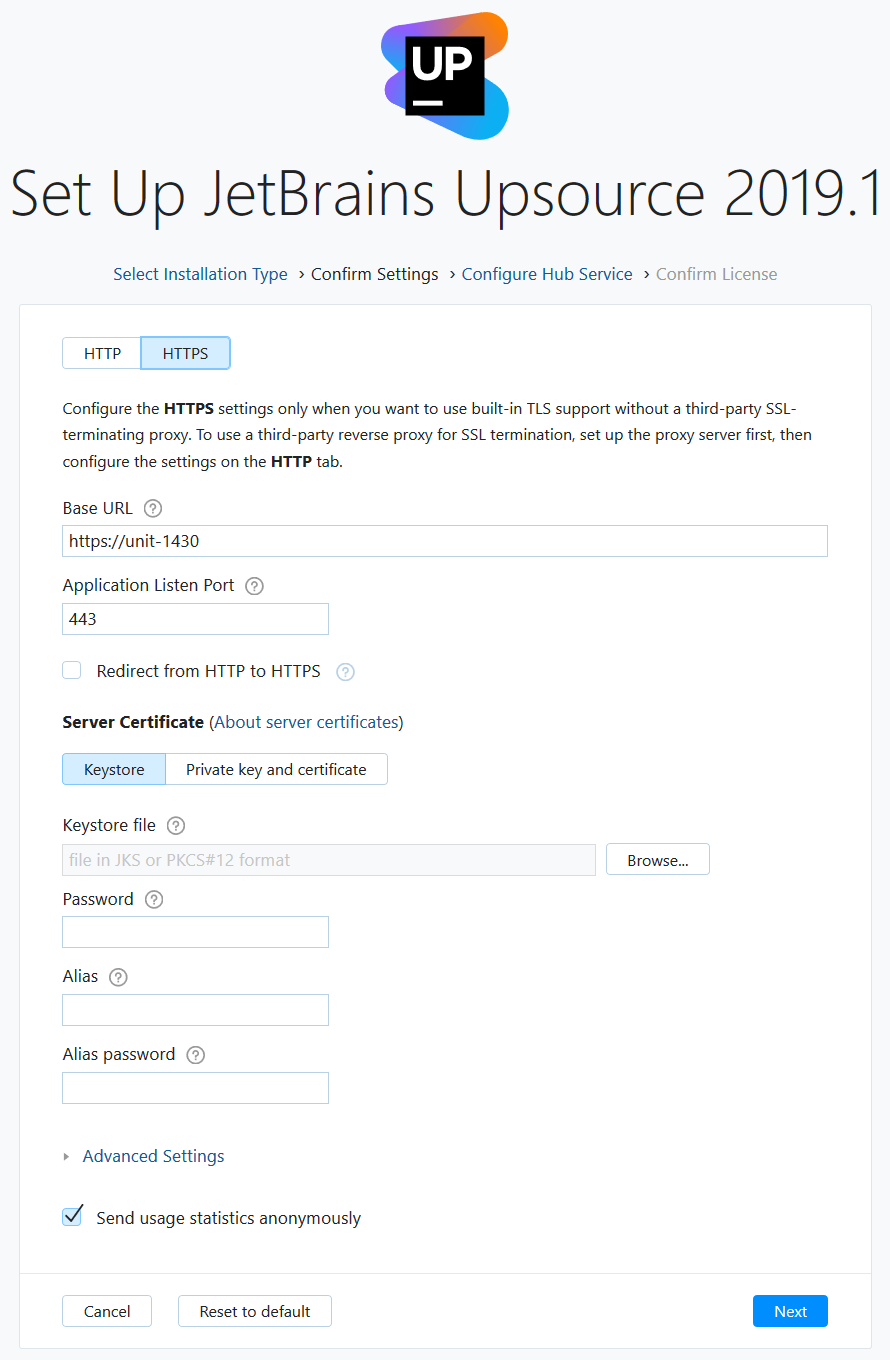 UP
Set Up JetBrains Upsource 2019.1
Select Installation Type › Confirm Settings › Configure Hub Service › Confirm License
HTTP HTTPS
Configure the HTTPS settings only when you want to use built-in TLS support without a third-party SSL-
terminating proxy. To use a third-party reverse proxy for SSL termination, set up the proxy server first, then
configure the settings on the HTTP tab.
Base URL ?
https://unit-1430
Application Listen Port ?
443
Redirect from HTTP to HTTPS ?
Server Certificate (About server certificates)
Keystore Private key and certificate
Keystore file ?
file in JKS or PKCS#12 format Browse...
Password ?
Alias ?
Alias password ?
Advanced Settings
Send usage statistics anonymously
Cancel Reset to default Next